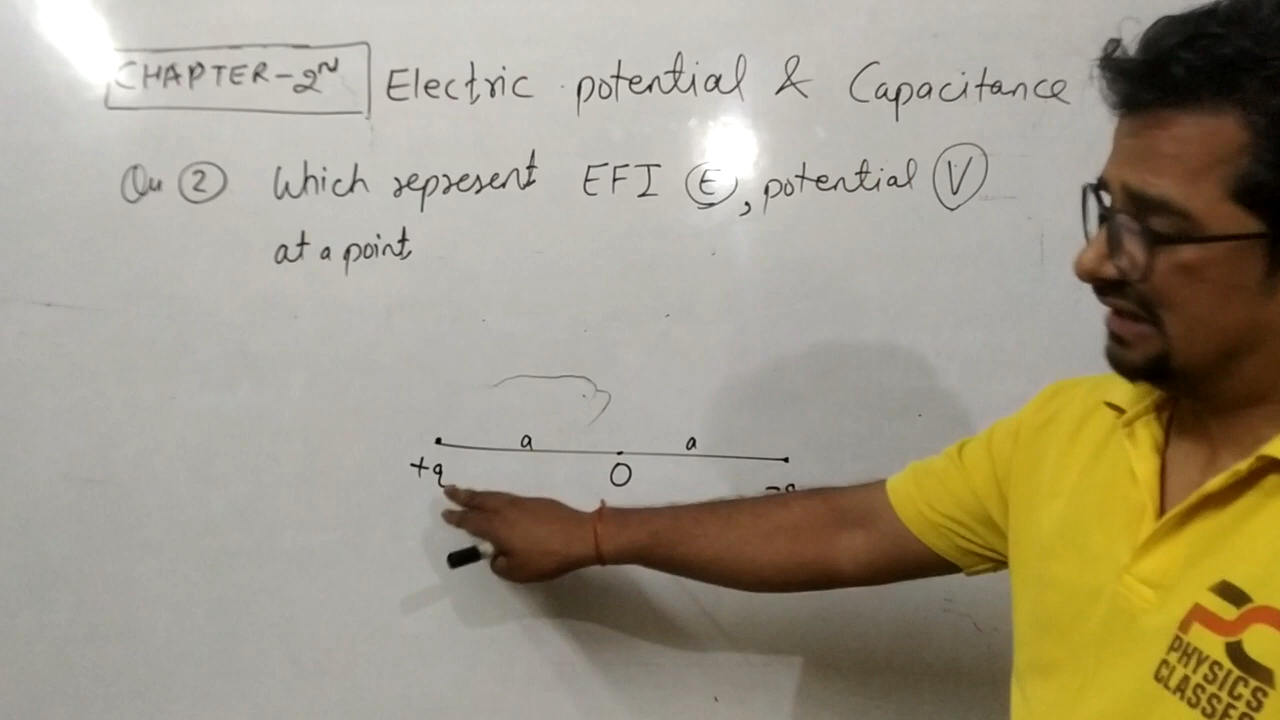 CHAPTER-2ⁿᵈ Electric potential & Capacitance
Qu ② Which represent EFI Ⓔ, potential Ⓥ
at a point
a a
+q O -q
PHYSICS
CLASSES